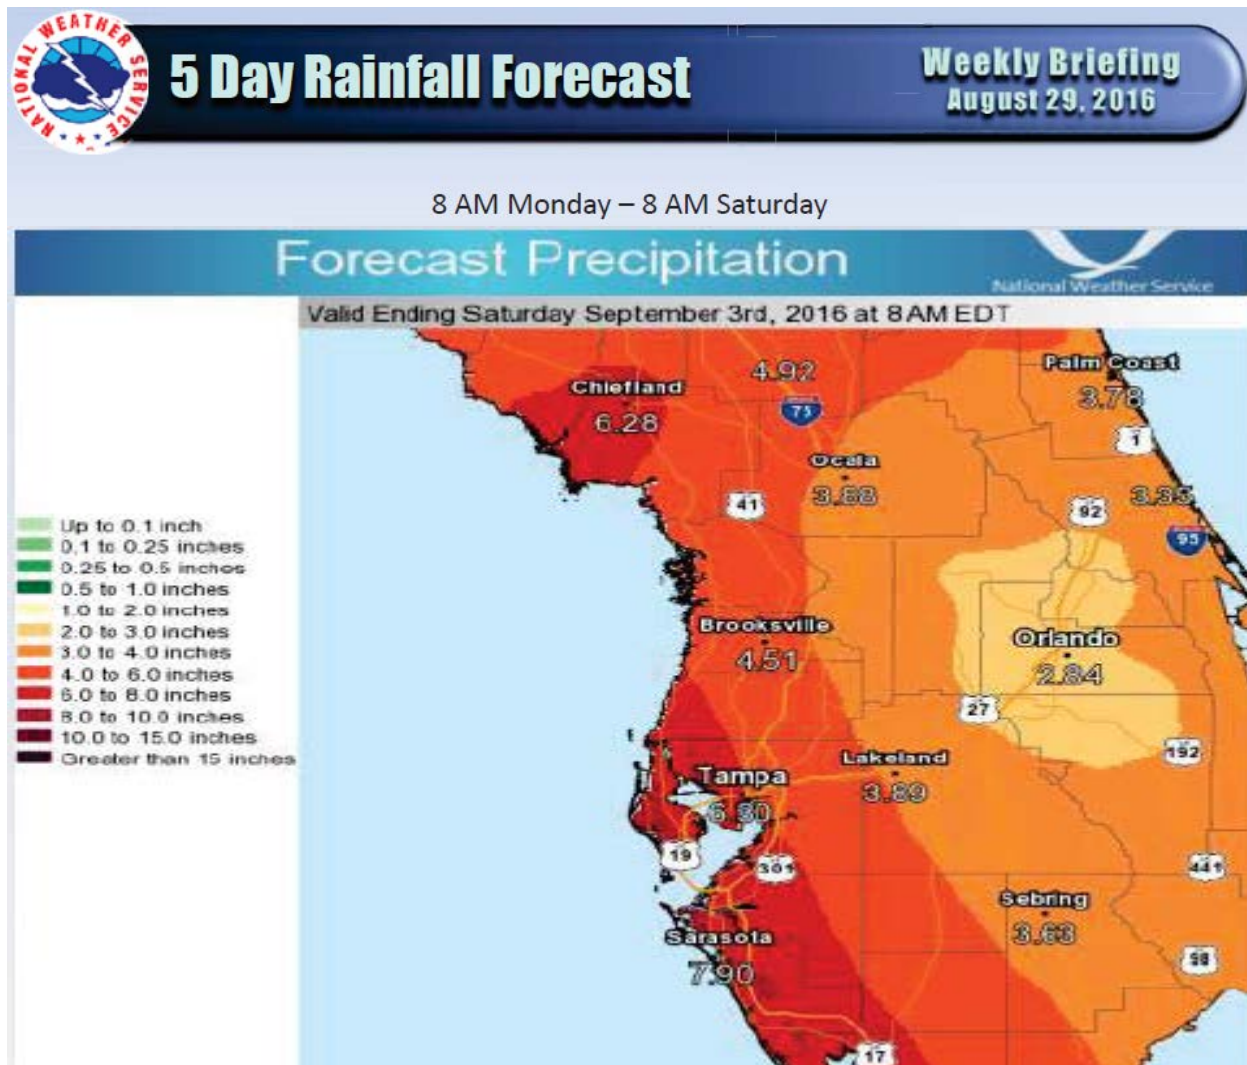 NATIONAL WEATHER SERVICE
5 Day Rainfall Forecast
Weekly Briefing
August 29, 2016
8 AM Monday – 8 AM Saturday
Forecast Precipitation
National Weather Service
Valid Ending Saturday September 3rd, 2016 at 8 AM EDT
Palm Coast
3.78
4.92
Chiefland
6.28
75
1
Ocala
3.88
41
92
3.35
95
Up to 0.1 inch
0.1 to 0.25 inches
0.25 to 0.5 inches
0.5 to 1.0 inches
1.0 to 2.0 inches
2.0 to 3.0 inches
3.0 to 4.0 inches
4.0 to 6.0 inches
6.0 to 8.0 inches
8.0 to 10.0 inches
10.0 to 15.0 inches
Greater than 15 inches
Brooksville
4.51
Orlando
2.84
27
192
Lakeland
3.89
Tampa
6.30
19
301
441
Sebring
3.63
Sarasota
7.90
98
17